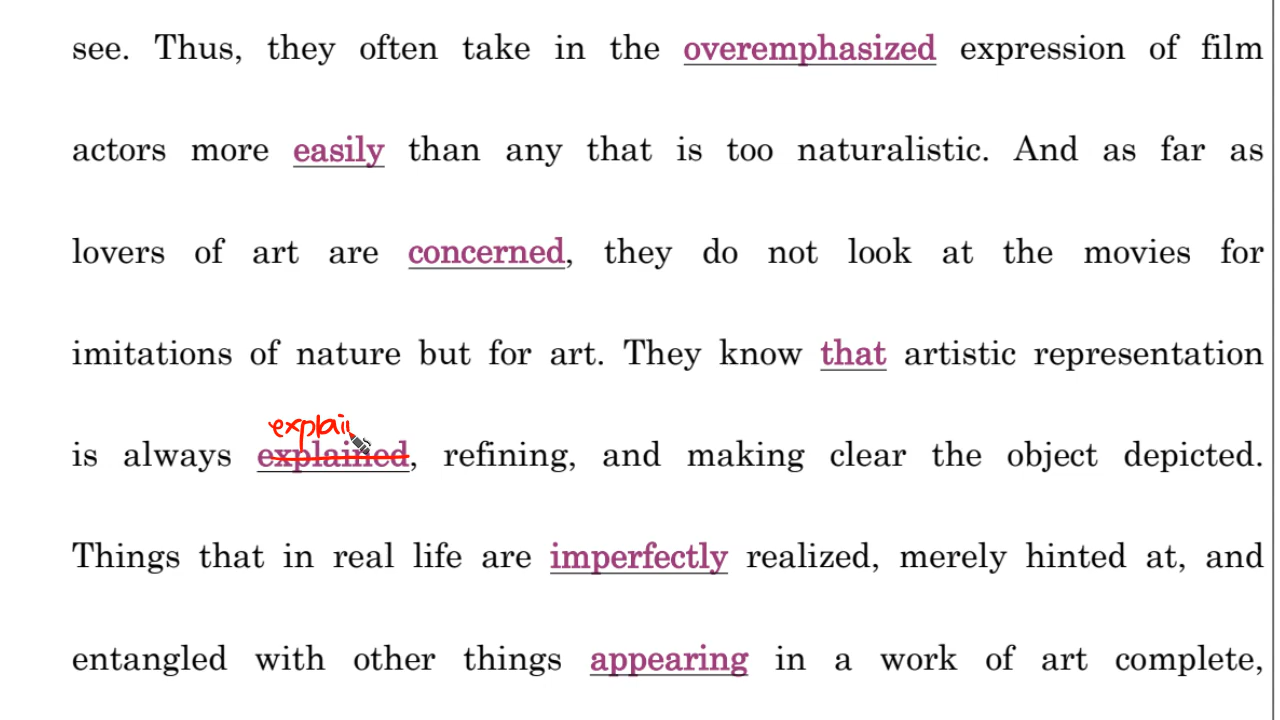 see. Thus, they often take in the overemphasized expression of film
actors more easily than any that is too naturalistic. And as far as
lovers of art are concerned, they do not look at the movies for
imitations of nature but for art. They know that artistic representation
explai
is always explained, refining, and making clear the object depicted.
Things that in real life are imperfectly realized, merely hinted at, and
entangled with other things appearing in a work of art complete,